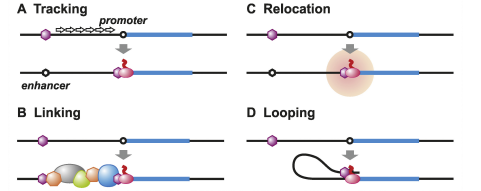 A Tracking
promoter
enhancer
B Linking
C Relocation
D Looping